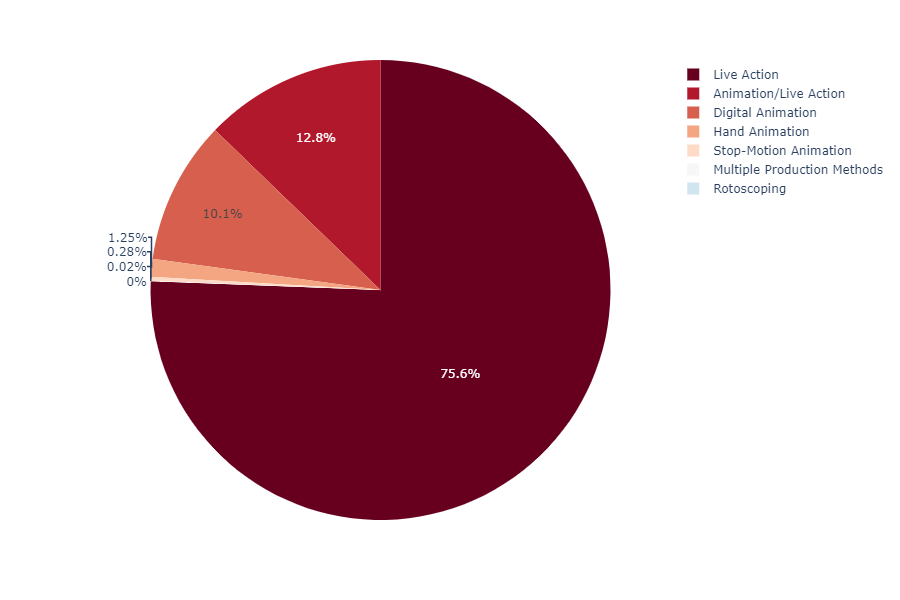 12.8%
10.1%
1.25%
0.28%
0.02%
0%
75.6%
Live Action
Animation/Live Action
Digital Animation
Hand Animation
Stop-Motion Animation
Multiple Production Methods
Rotoscoping